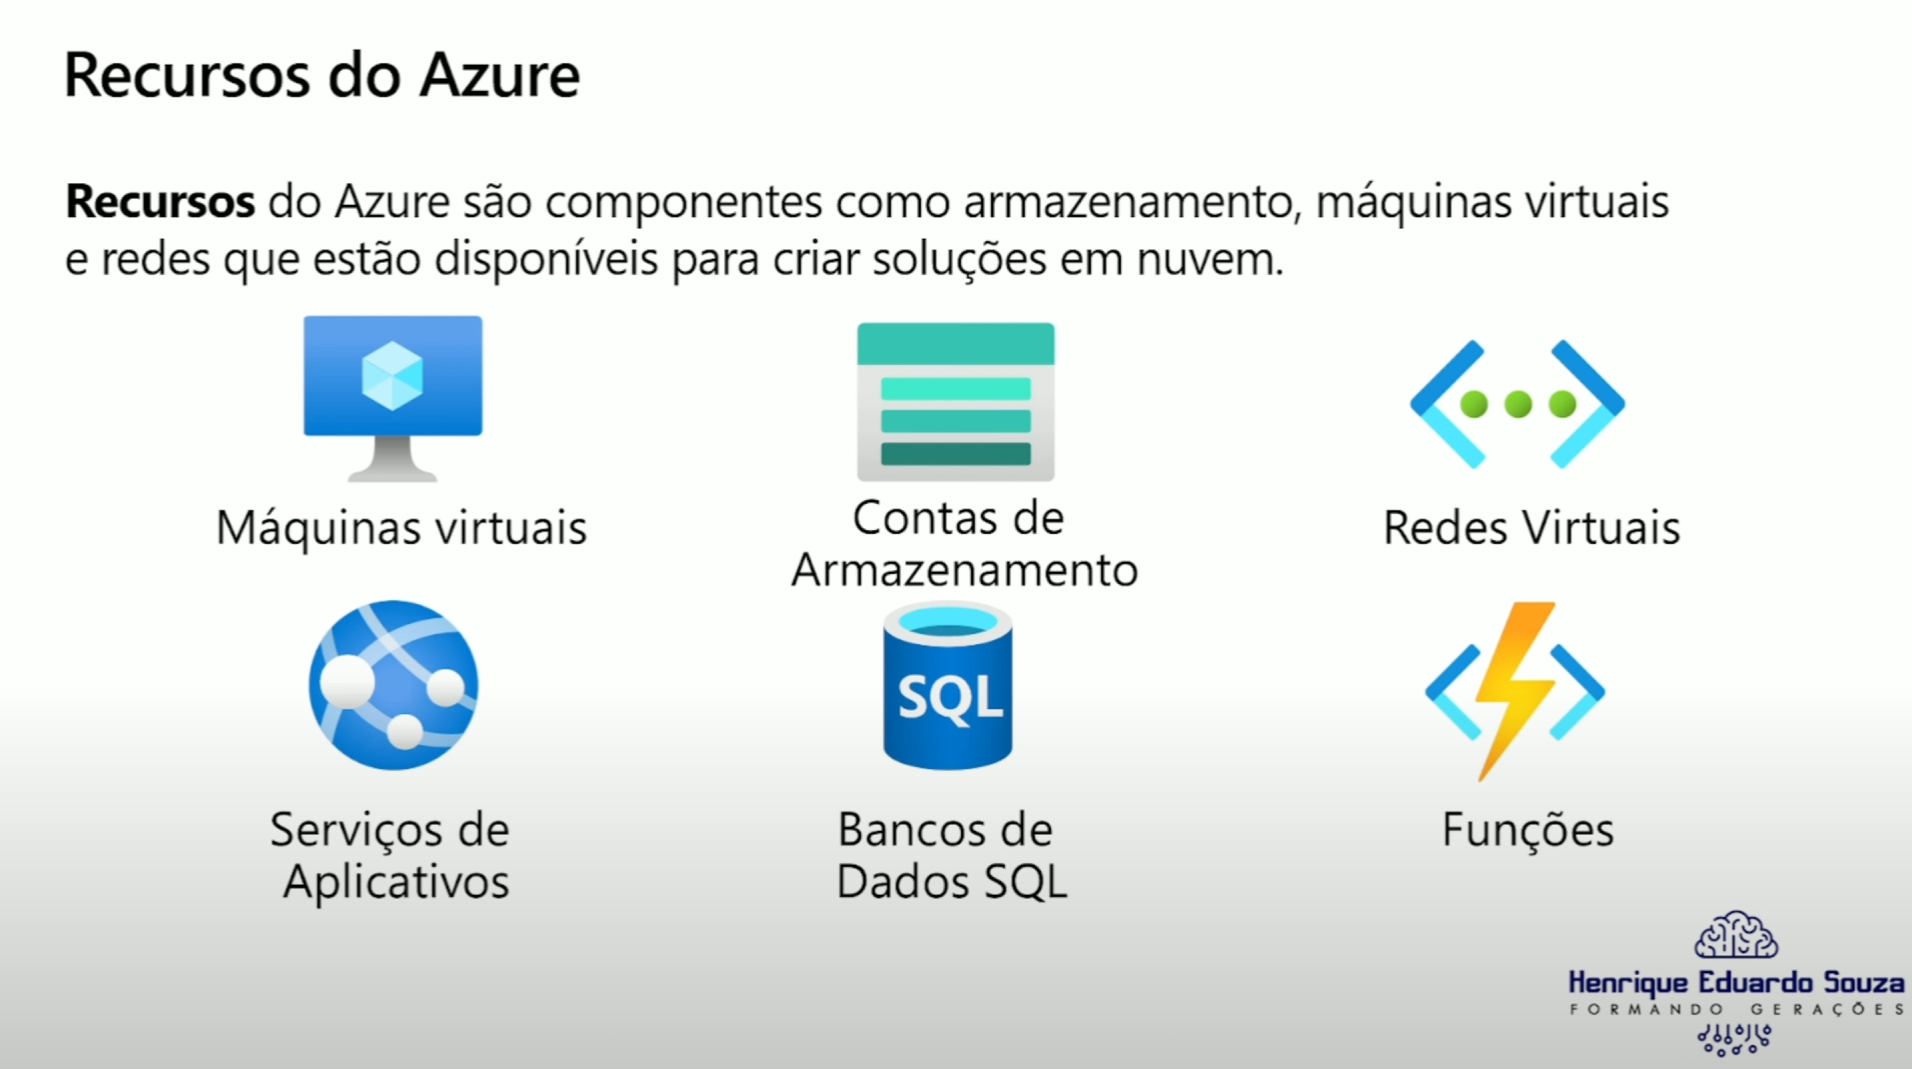 Recursos do Azure
Recursos do Azure são componentes como armazenamento, máquinas virtuais
e redes que estão disponíveis para criar soluções em nuvem.
Máquinas virtuais
Contas de
Armazenamento
Redes Virtuais
Serviços de
Aplicativos
SQL
Bancos de
Dados SQL
Funções
Henrique Eduardo Souza
FORMANDO GERAÇÕES